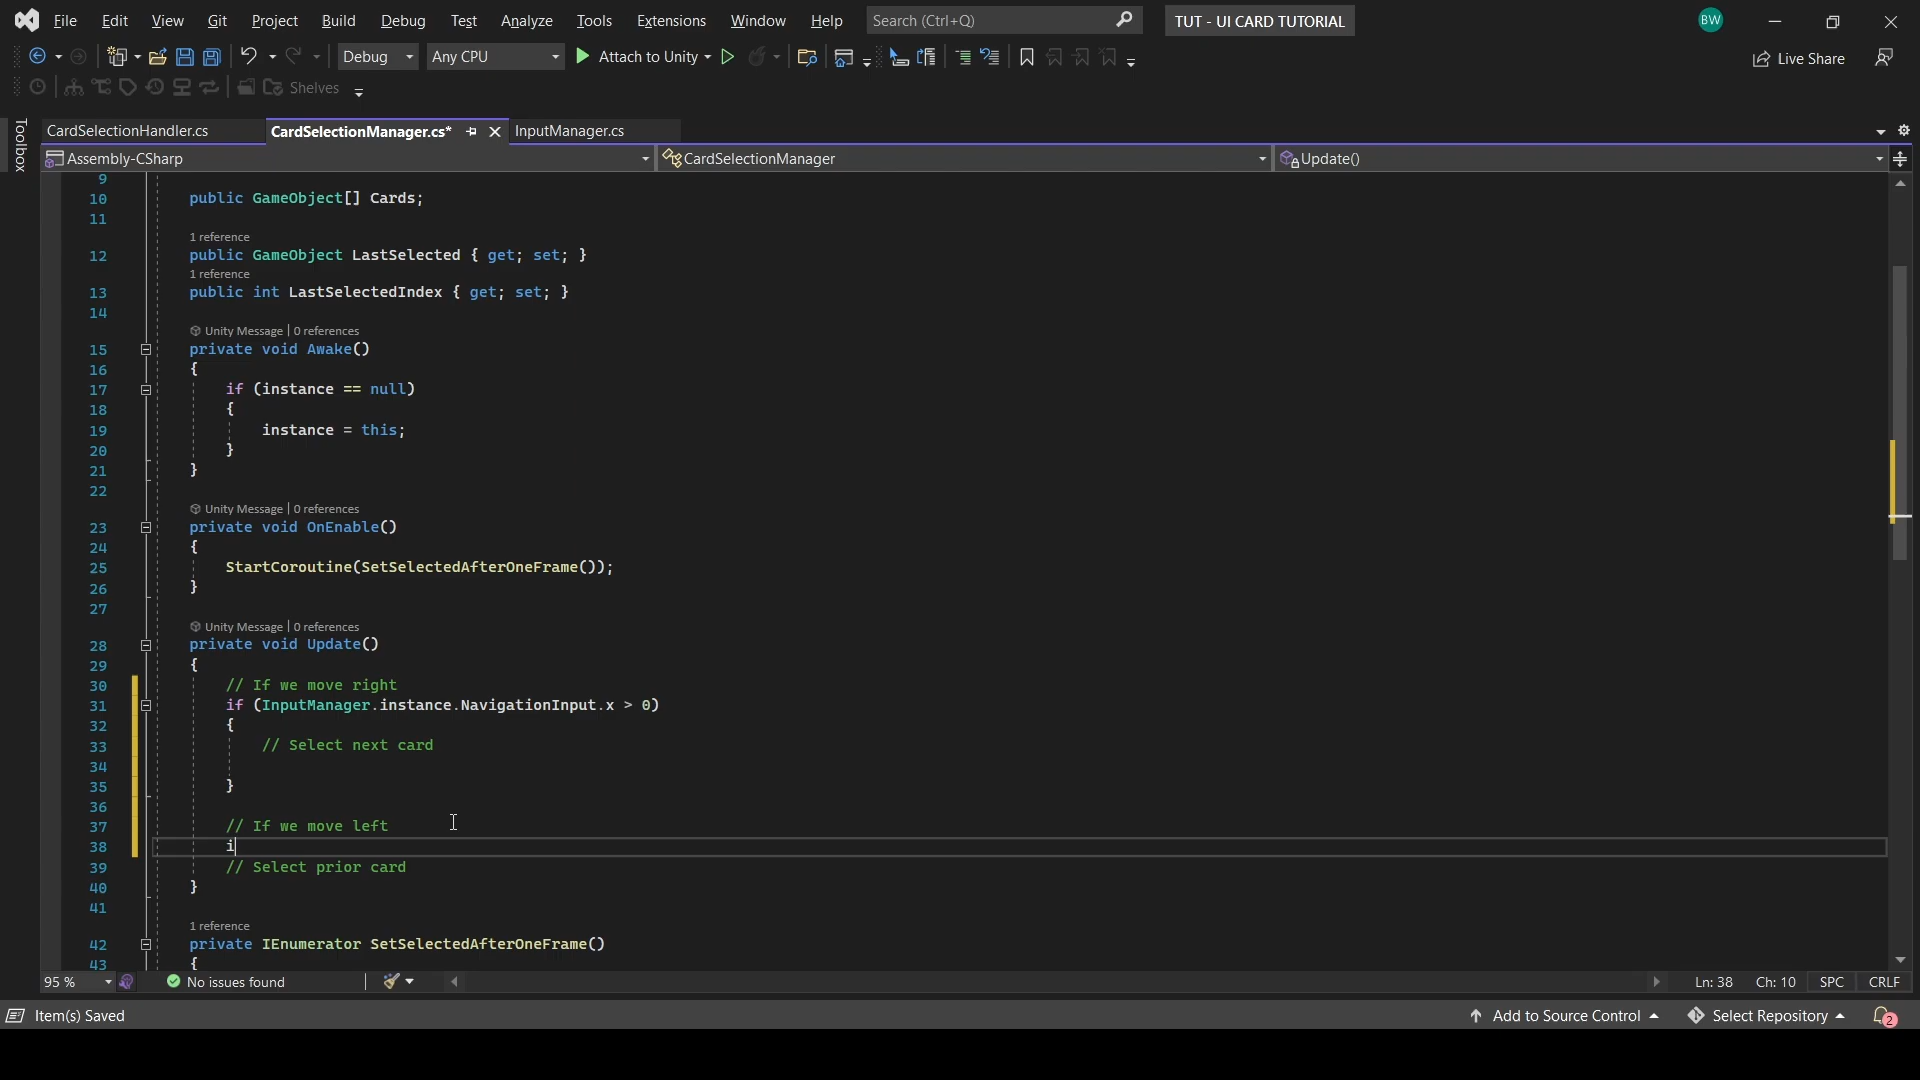 File Edit View Git Project Build Debug Test Analyze Tools Extensions Window Help Search (Ctrl+Q) TUT - UI CARD TUTORIAL BW
Debug Any CPU Attach to Unity Live Share
Shelves
Toolbox
CardSelectionHandler.cs CardSelectionManager.cs* InputManager.cs
Assembly-CSharp CardSelectionManager Update()
9
10 public GameObject[] Cards;
11
1 reference
12 public GameObject LastSelected { get; set; }
1 reference
13 public int LastSelectedIndex { get; set; }
14
Unity Message | 0 references
15 private void Awake()
16 {
17 if (instance == null)
18 {
19 instance = this;
20 }
21 }
22
Unity Message | 0 references
23 private void OnEnable()
24 {
25 StartCoroutine(SetSelectedAfterOneFrame());
26 }
27
Unity Message | 0 references
28 private void Update()
29 {
30 // If we move right
31 if (InputManager.instance.NavigationInput.x > 0)
32 {
33 // Select next card
34
35 }
36
37 // If we move left
38 i
39 // Select prior card
40 }
41
1 reference
42 private IEnumerator SetSelectedAfterOneFrame()
43 {
95 % No issues found Ln: 38 Ch: 10 SPC CRLF
Item(s) Saved Add to Source Control Select Repository 2